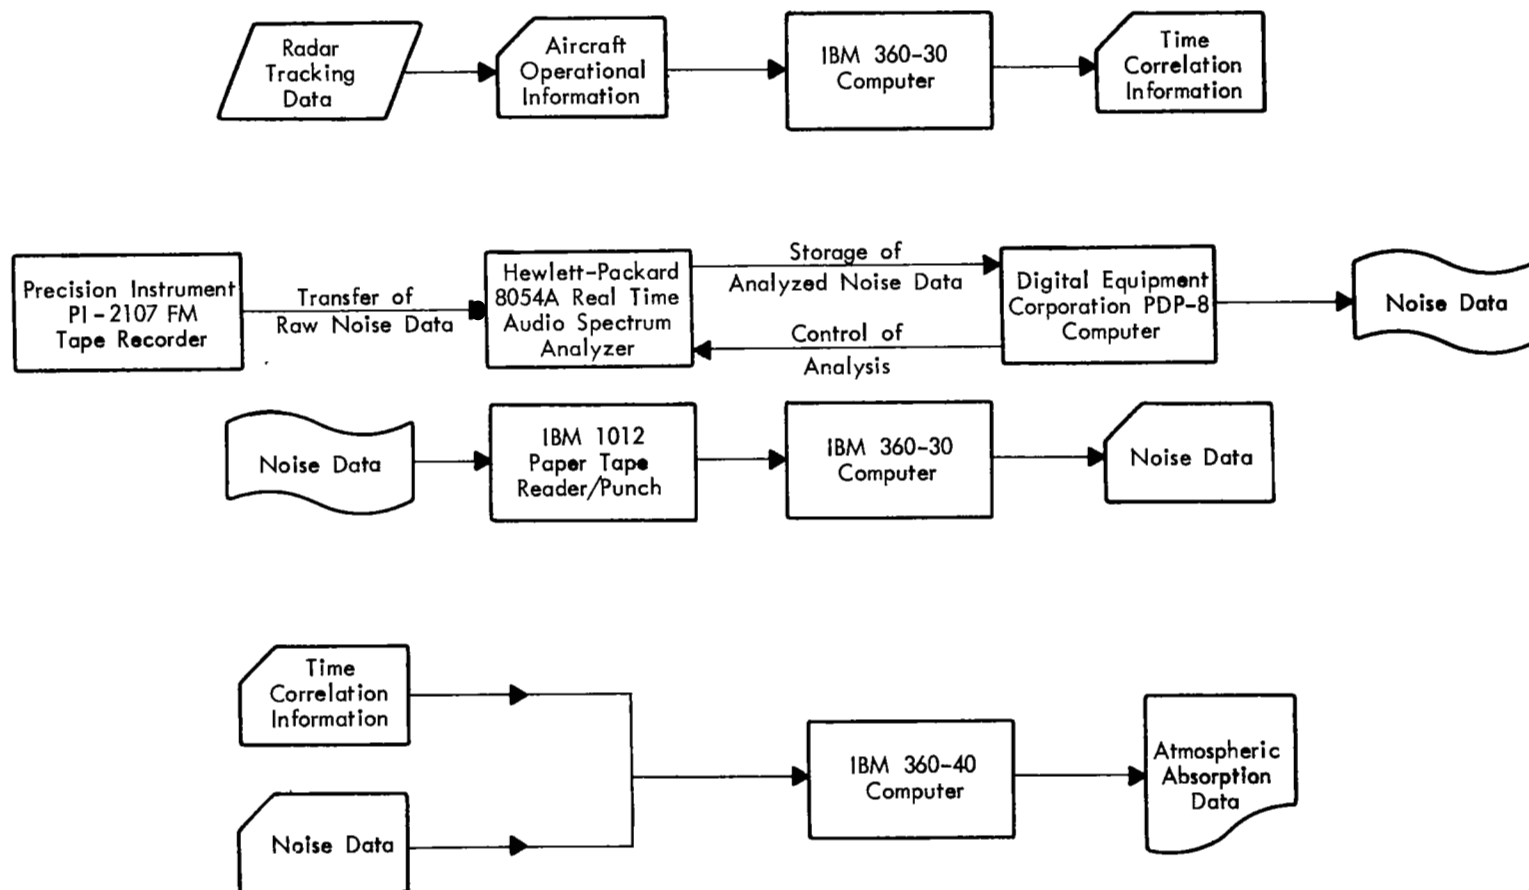 Radar
Tracking
Data
Aircraft
Operational
Information
IBM 360-30
Computer
Time
Correlation
Information
Precision Instrument
PI-2107 FM
Tape Recorder
Transfer of
Raw Noise Data
Hewlett-Packard
8054A Real Time
Audio Spectrum
Analyzer
Storage of
Analyzed Noise Data
Control of
Analysis
Digital Equipment
Corporation PDP-8
Computer
Noise Data
Noise Data
IBM 1012
Paper Tape
Reader/Punch
IBM 360-30
Computer
Noise Data
Time
Correlation
Information
Noise Data
IBM 360-40
Computer
Atmospheric
Absorption
Data